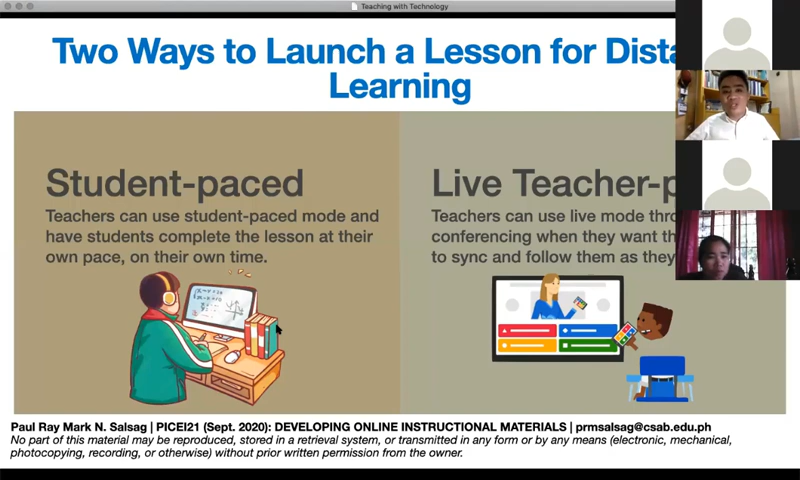 Teaching with Technology
Two Ways to Launch a Lesson for
Learning
Student-paced
Teachers can use student-paced mode and
have students complete the lesson at their
own pace, on their own time.
Live
Teachers can use live mode
conferencing when they want
to sync and follow them as they
Paul Ray Mark N. Salsag | PICEI21 (Sept. 2020): DEVELOPING ONLINE INSTRUCTIONAL MATERIALS | prmsalsag@csab.edu.ph
No part of this material may be reproduced, stored in a retrieval system, or transmitted in any form or by any means (electronic, mechanical,
photocopying, recording, or otherwise) without prior written permission from the owner.